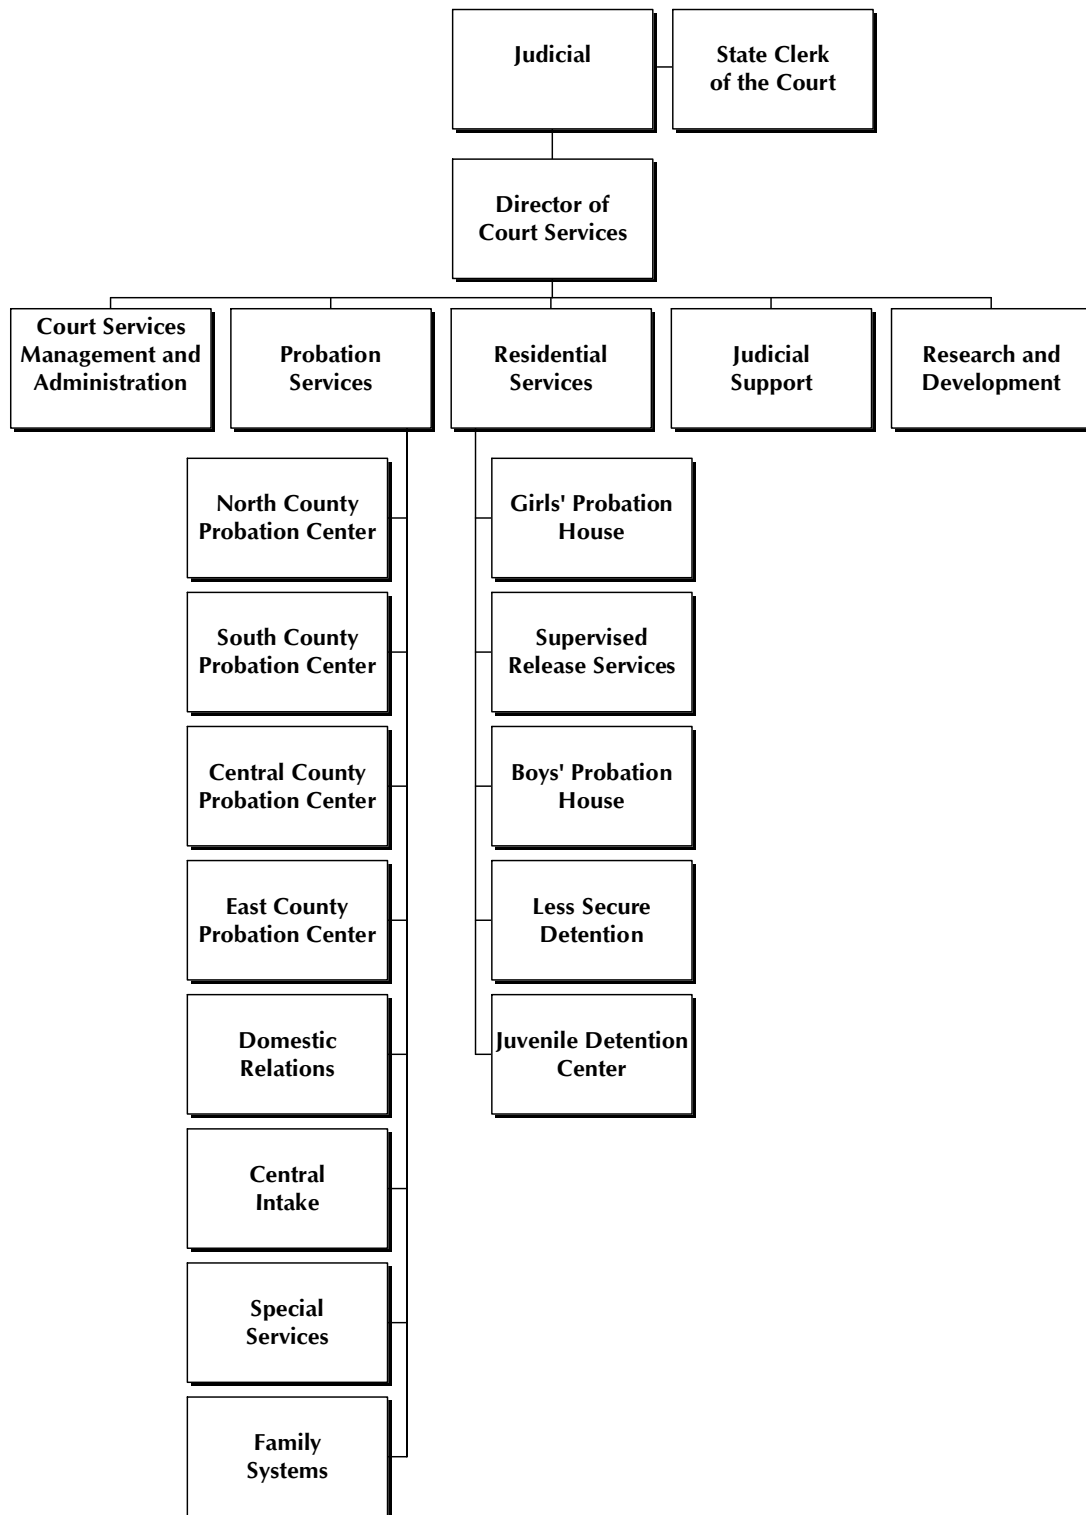 Judicial
State Clerk
of the Court
Director of
Court Services
Court Services
Management and
Administration
Probation
Services
Residential
Services
Judicial
Support
Research and
Development
North County
Probation Center
South County
Probation Center
Central County
Probation Center
East County
Probation Center
Domestic
Relations
Central
Intake
Special
Services
Family
Systems
Girls' Probation
House
Supervised
Release Services
Boys' Probation
House
Less Secure
Detention
Juvenile Detention
Center